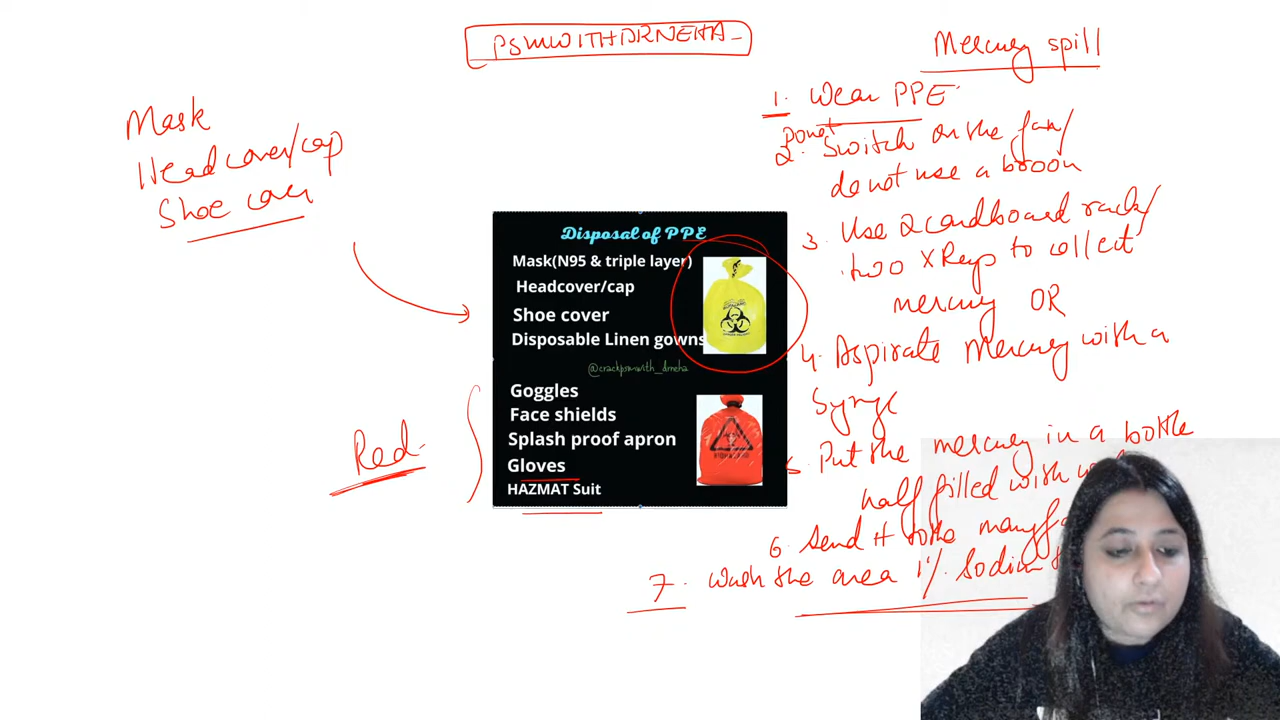 PSMWITHDRNEHA
Mask
Head cover/cap
Shoe cover
Red
Disposal of PPE
Mask(N95 & triple layer)
Headcover/cap
Shoe cover
Disposable Linen gowns
@crackpsmwith_drneha
Goggles
Face shields
Splash proof apron
Gloves
HAZMAT Suit
Mercury spill
1. Wear PPE
Donot
2. Switch on the fan/
do not use a broom
3. Use 2 cardboard rack/
two XRays to collect
mercury OR
4. Aspirate Mercury with a
Syringe
Put the mercury in a bottle
half filled with
6. Send it to the
7. Wash the area 1% Sodium